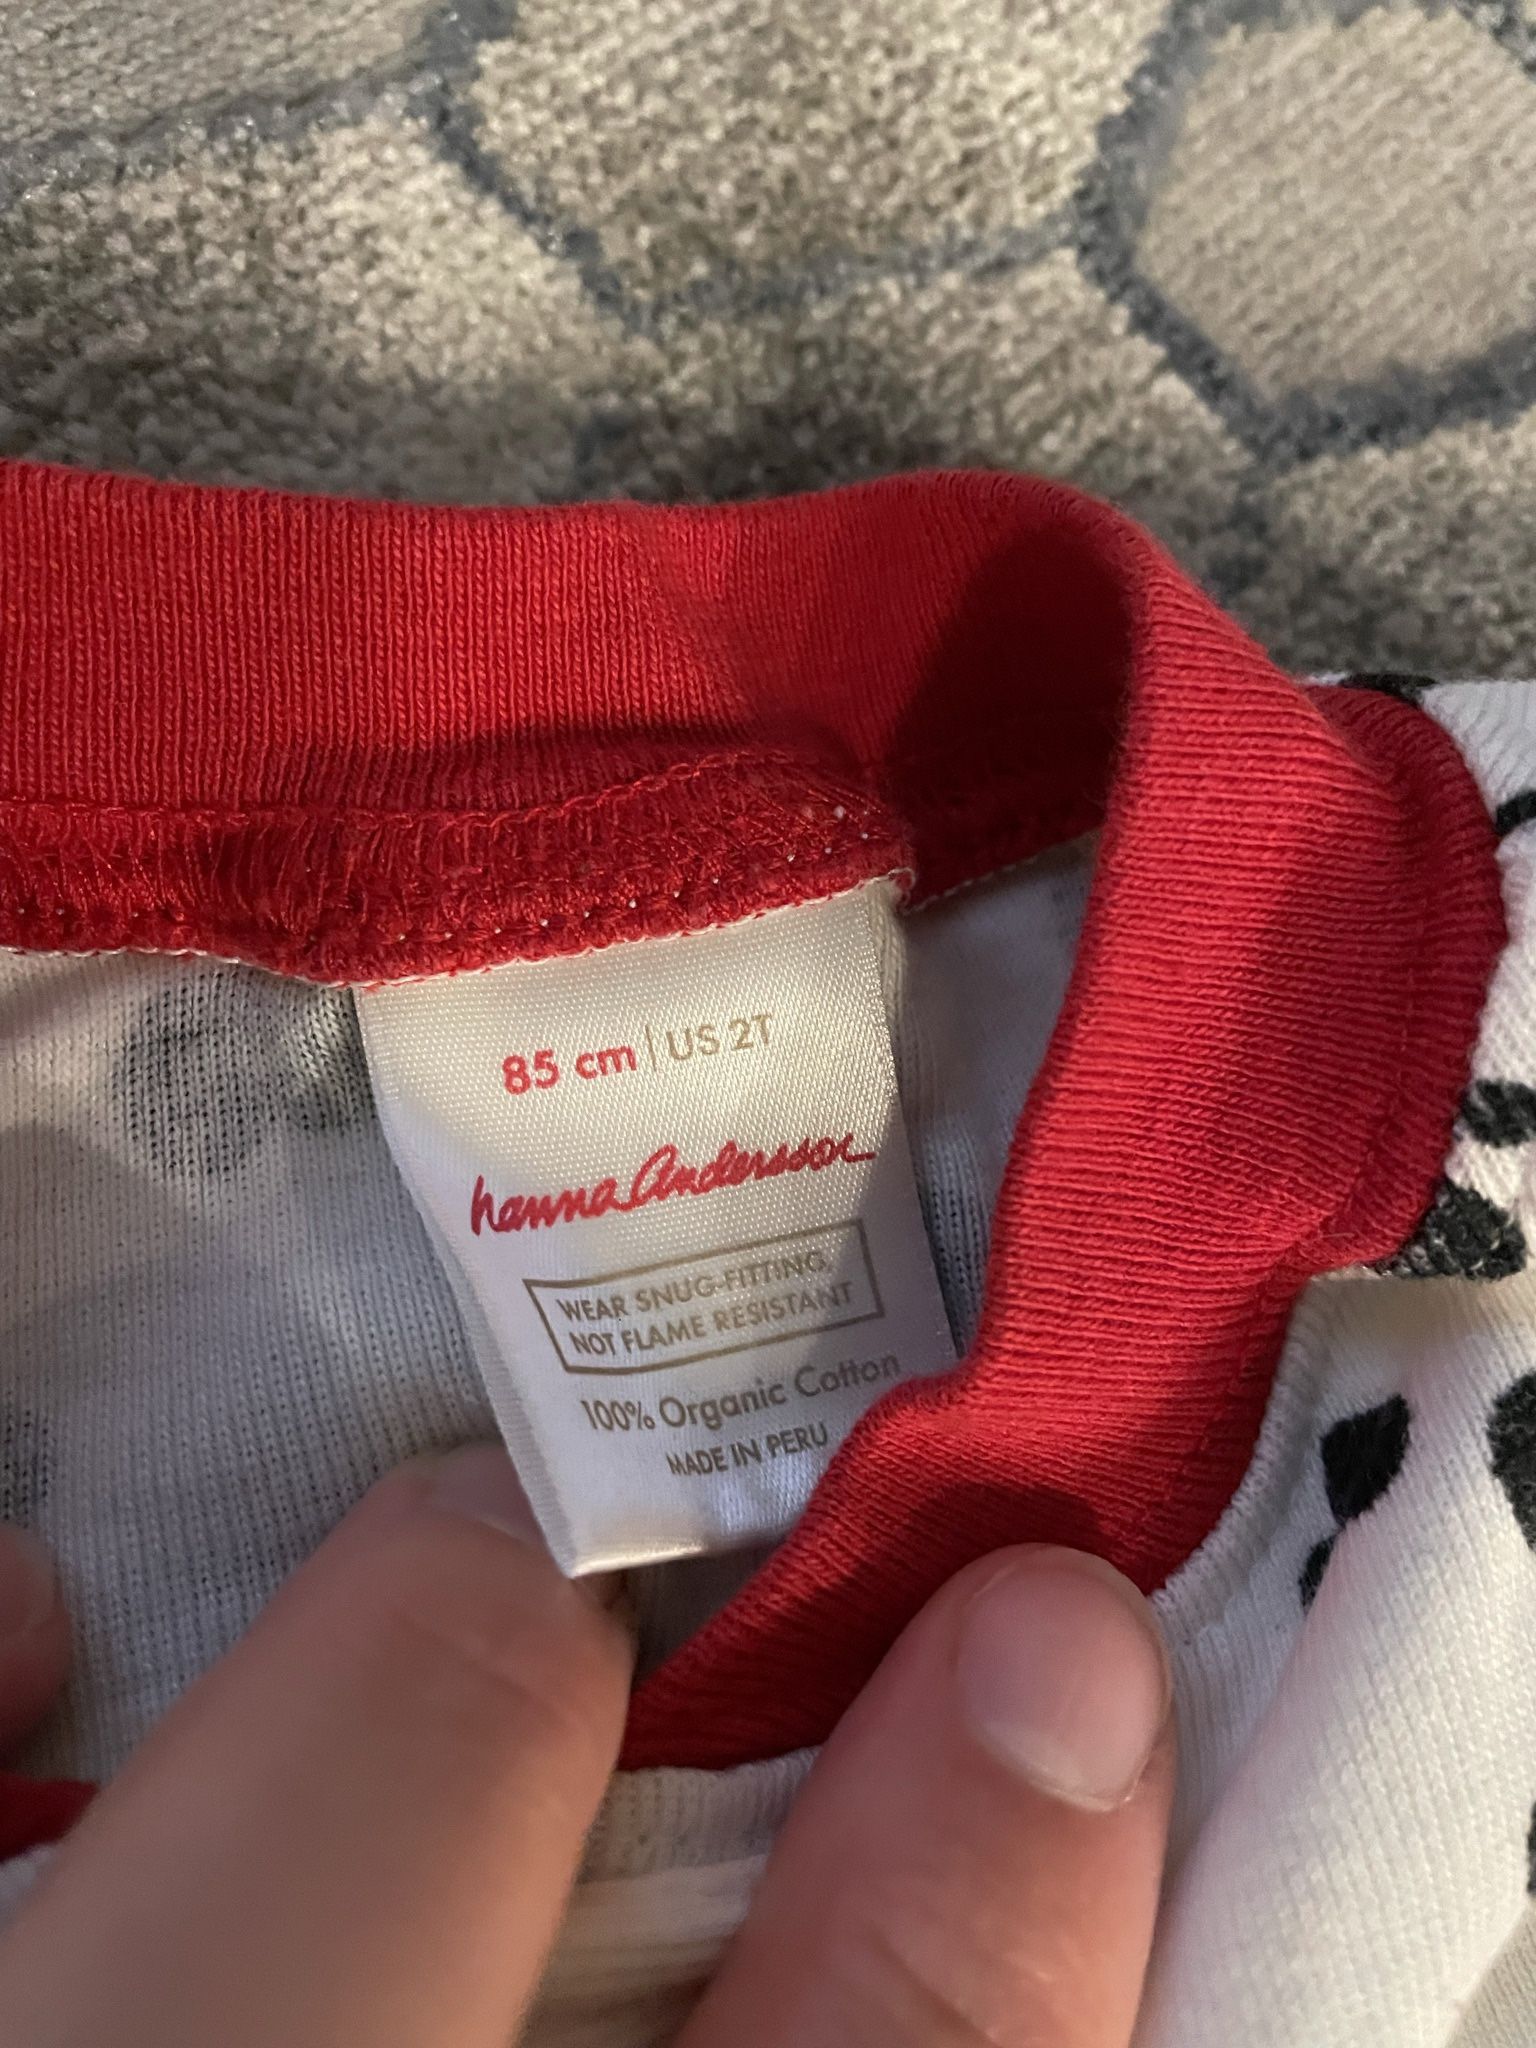 85 cm | US 2T
hanna Andersson
WEAR SNUG-FITTING,
NOT FLAME RESISTANT
100% Organic Cotton
MADE IN PERU